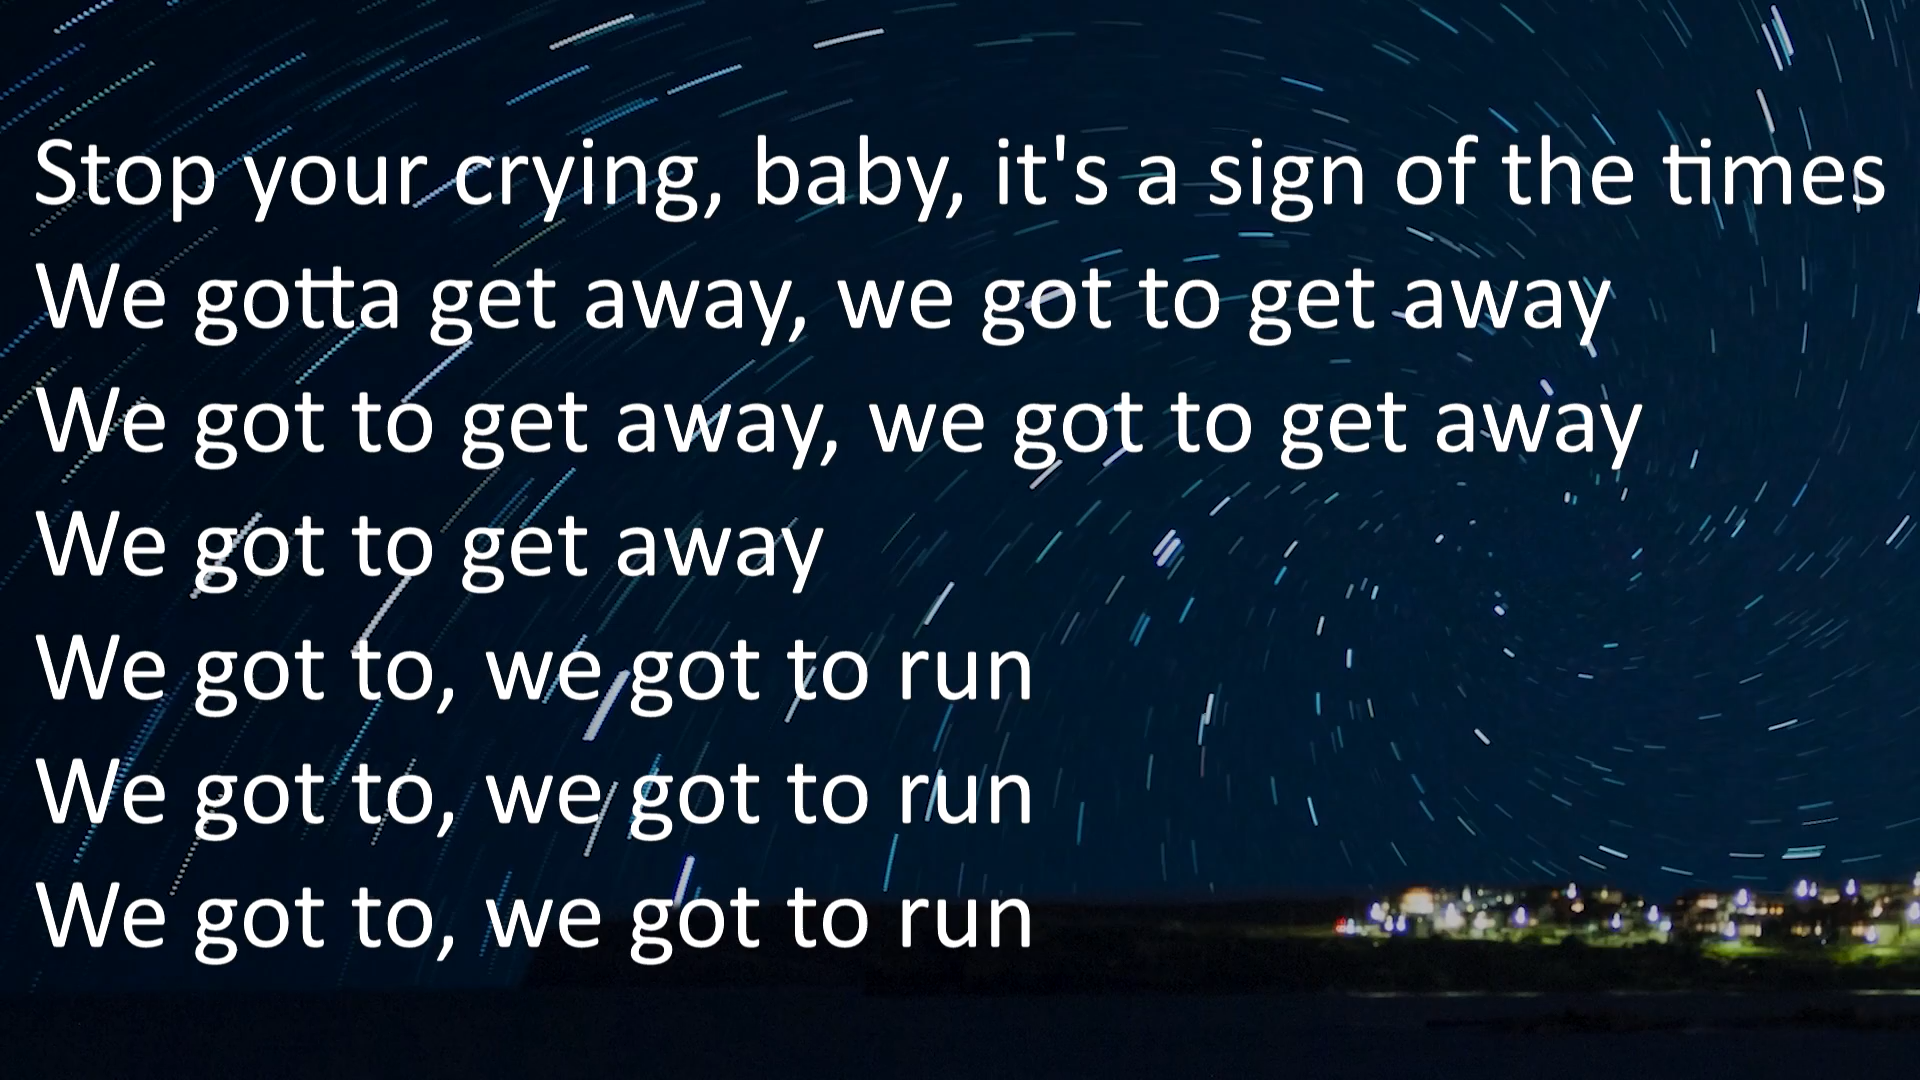 Stop your crying, baby, it's a sign of the times
We gotta get away, we got to get away
We got to get away, we got to get away
We got to get away
We got to, we got to run
We got to, we got to run
We got to, we got to run